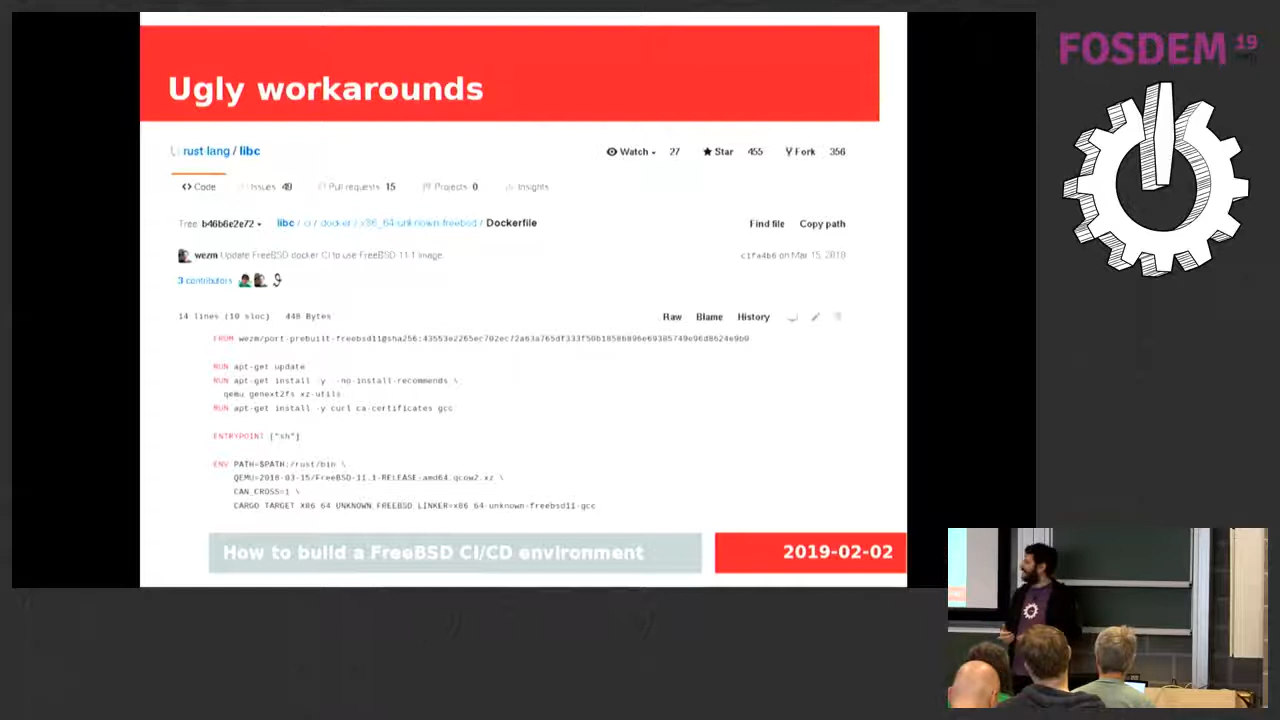 FOSDEM 19
Ugly workarounds
rust-lang / libc
Watch 27 Star 455 Fork 356
Code Issues 49 Pull requests 15 Projects 0 Insights
Tree: b46b6e2e72 libc / ci / docker / x86_64-unknown-freebsd / Dockerfile Find file Copy path
wezm Update FreeBSD docker CI to use FreeBSD 11.1 image. c1fa4b6 on Mar 15, 2018
3 contributors
14 lines (10 sloc) 448 Bytes Raw Blame History
FROM
RUN apt-get update
RUN apt-get install -y --no-install-recommends \
qemu genext2fs xz-utils
RUN apt-get install -y curl ca-certificates gcc
ENTRYPOINT ["sh"]
ENV PATH=$PATH:/rust/bin \
QEMU=2018-03-15/FreeBSD-11.1-RELEASE-amd64.qcow2.xz \
CAN_CROSS=1 \
CARGO_TARGET_X86_64_UNKNOWN_FREEBSD_LINKER=x86_64-unknown-freebsd11-gcc
How to build a FreeBSD CI/CD environment
2019-02-02